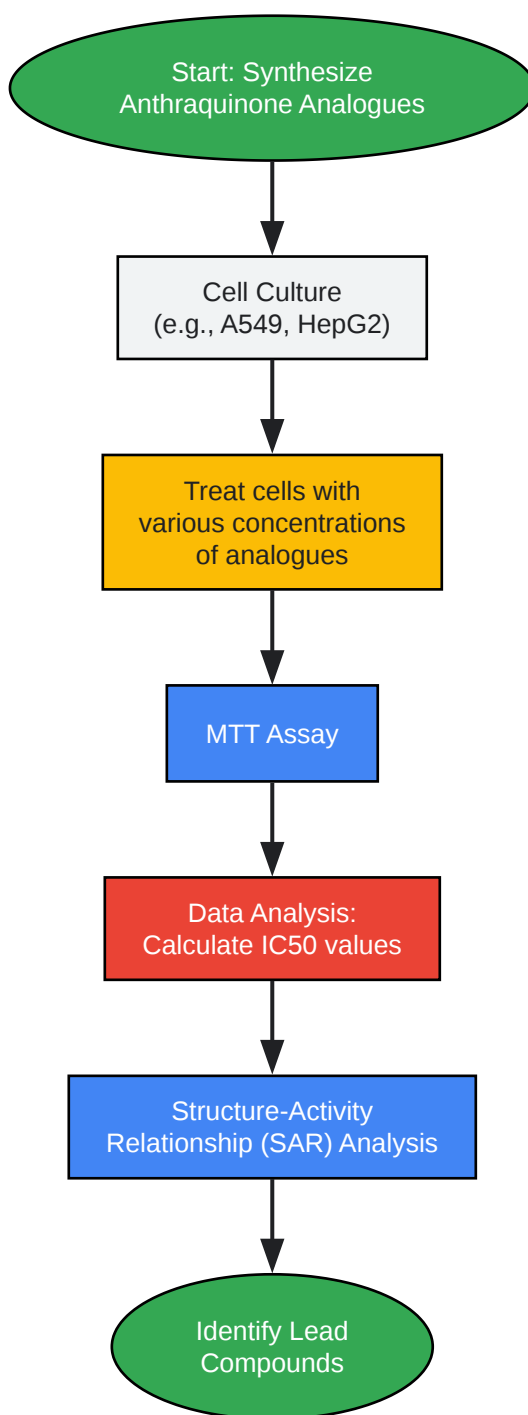 Start: Synthesize
Anthraquinone Analogues
Cell Culture
(e.g., A549, HepG2)
Treat cells with
various concentrations
of analogues
MTT Assay
Data Analysis:
Calculate IC50 values
Structure-Activity
Relationship (SAR) Analysis
Identify Lead
Compounds